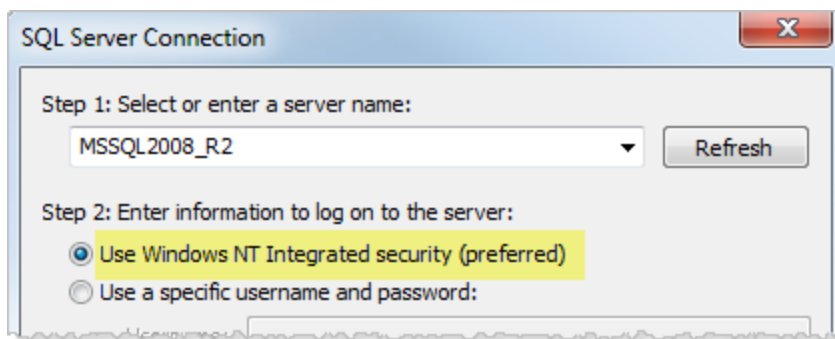 SQL Server Connection
Step 1: Select or enter a server name:
MSSQL2008_R2 Refresh
Step 2: Enter information to log on to the server:
Use Windows NT Integrated security (preferred)
Use a specific username and password: